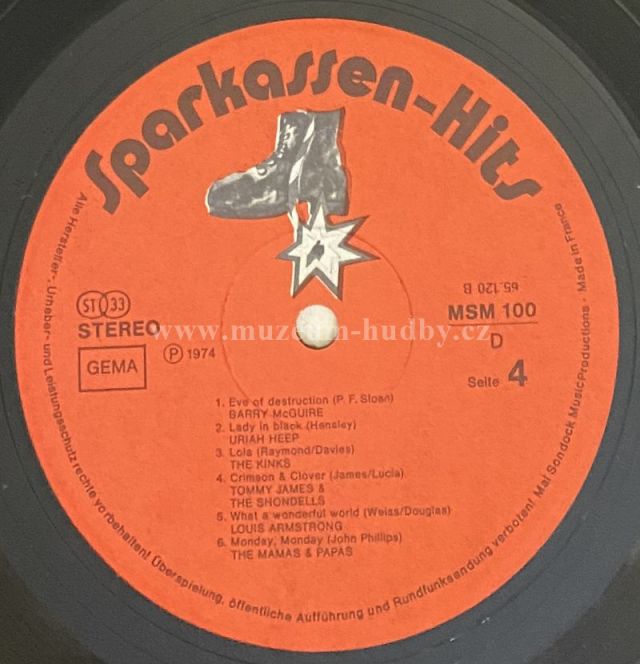 Sparkassen-Hits
ST 33
STEREO
GEMA
Ⓟ 1974
65.120 B
MSM 100
D
Seite 4
www.muzeum-hudby.cz
1. Eve of destruction (P. F. Sloan)
BARRY McGUIRE
2. Lady in black (Hensley)
URIAH HEEP
3. Lola (Raymond/Davies)
THE KINKS
4. Crimson & Clover (James/Lucia)
TOMMY JAMES &
THE SHONDELLS
5. What a wonderful world (Weiss/Douglas)
LOUIS ARMSTRONG
6. Monday, Monday (John Phillips)
THE MAMAS & PAPAS
Alle Hersteller- Urheber- und Leistungsschutzrechte vorbehalten! Überspielung, öffentliche Aufführung und Rundfunksendung verboten! Mal Sondock MusicProductions · Made in France